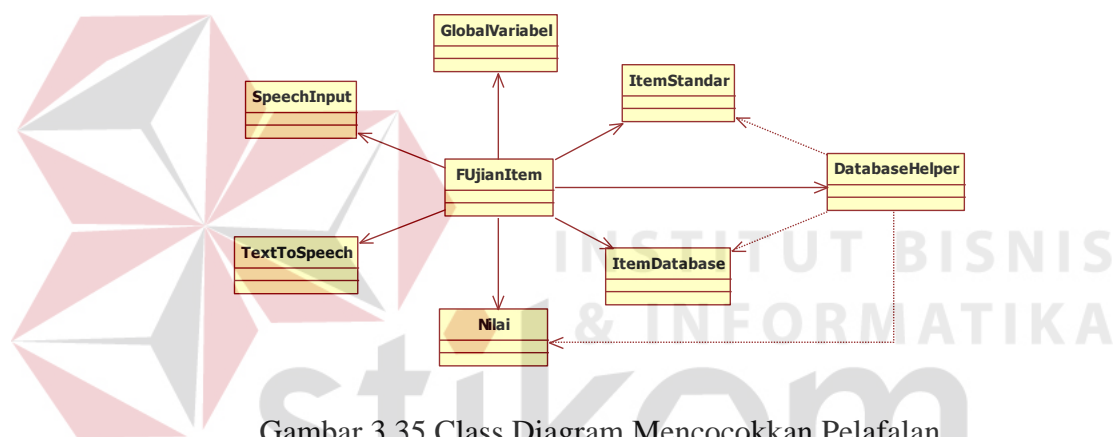 GlobalVariabel
ItemStandar
SpeechInput
FUjianItem
DatabaseHelper
TextToSpeech
ItemDatabase
Nilai
INSTITUT BISNIS
& INFORMATIKA
stikom
Gambar 3.35 Class Diagram Mencocokkan Pelafalan